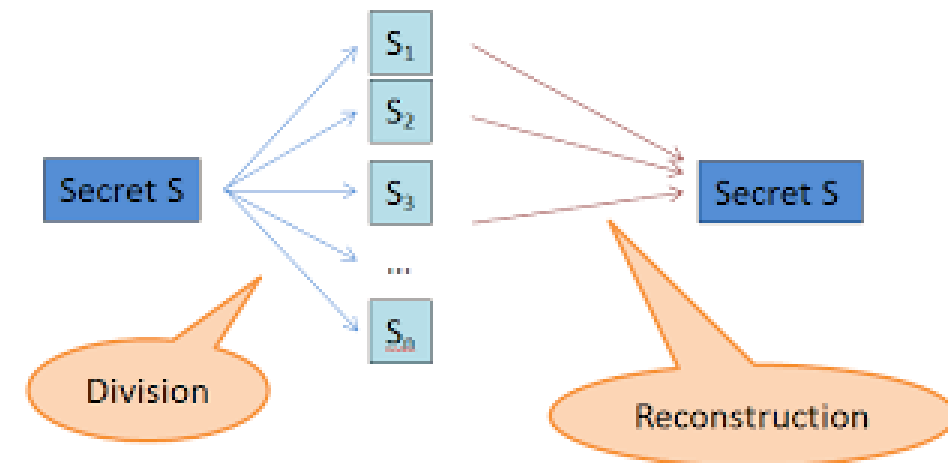 Secret S
S₁
S₂
S₃
...
Sₙ
Secret S
Division
Reconstruction